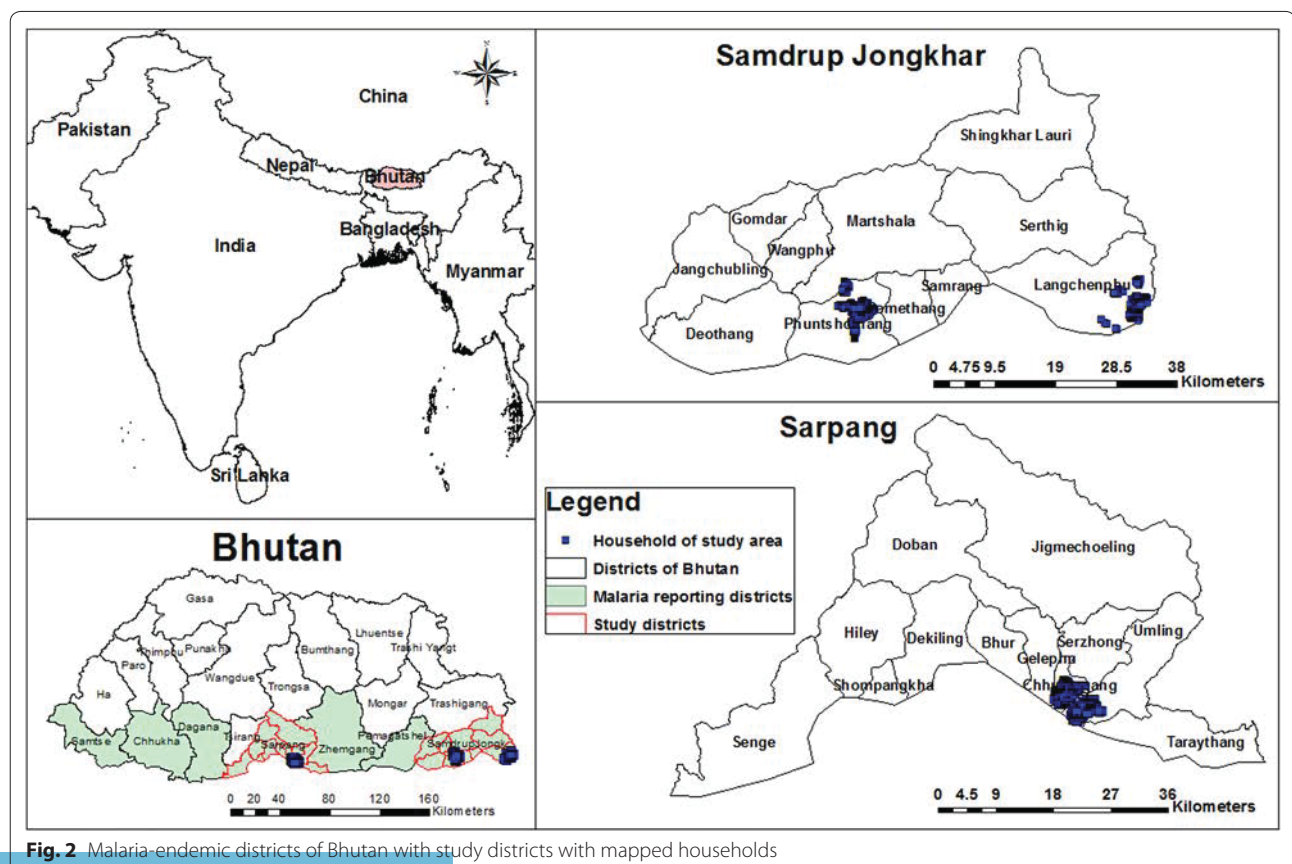 N
China
Pakistan
Nepal
Bhutan
Bangladesh
India
Myanmar
Sri Lanka
Samdrup Jongkhar
Shingkhar Lauri
Gomdar
Martshala
Serthig
Wangphu
Jangchubling
Samrang
Langchenphu
Deothang
0 4.75 9.5 19 28.5 38
Kilometers
Bhutan
Gasa
Lhuentse
Thimphu
Punakha
Bumthang
Trashi Yangt
Paro
Wangdue
Ha
Trongsa
Mongar
Trashigang
Dagana
Tsirang
Sarpang
Samtse
Chhukha
Zhemgang
0 20 40 80 120 160
Kilometers
Legend
Household of study area
Districts of Bhutan
Malaria reporting districts
Study districts
Sarpang
Doban
Jigmechoeling
Hiley
Dekiling
Bhur
Serzhong
Umling
Shompangkha
Senge
Taraythang
0 4.5 9 18 27 36
Kilometers
Fig. 2 Malaria-endemic districts of Bhutan with study districts with mapped households